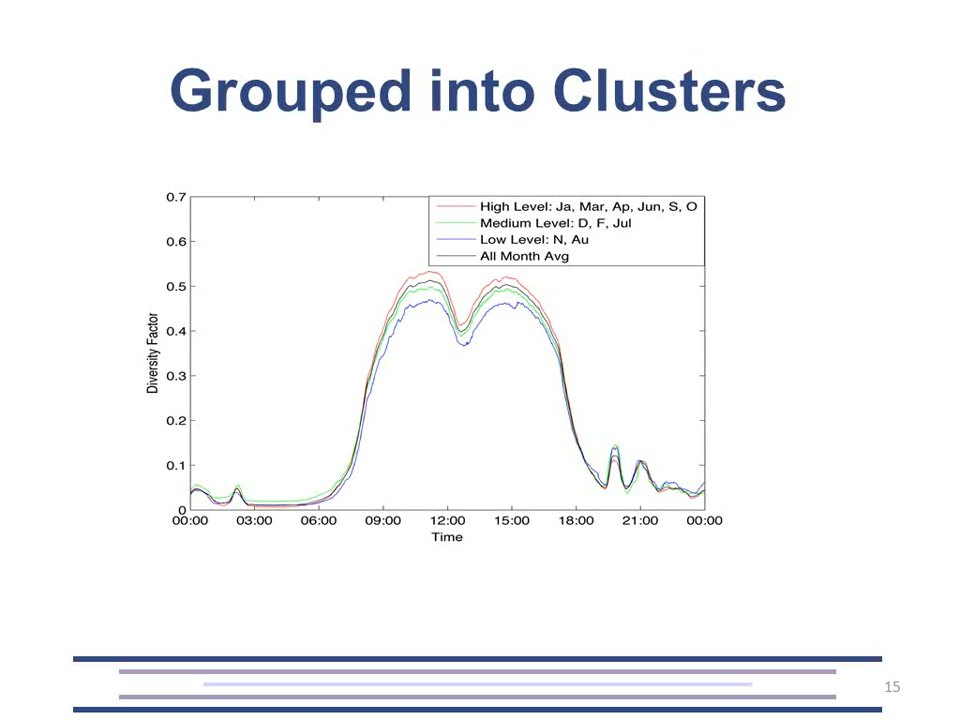 Grouped into Clusters
High Level: Ja, Mar, Ap, Jun, S, O
Medium Level: D, F, Jul
Low Level: N, Au
All Month Avg
Diversity Factor
0.7
0.6
0.5
0.4
0.3
0.2
0.1
0
00:00 03:00 06:00 09:00 12:00 15:00 18:00 21:00 00:00
Time
15